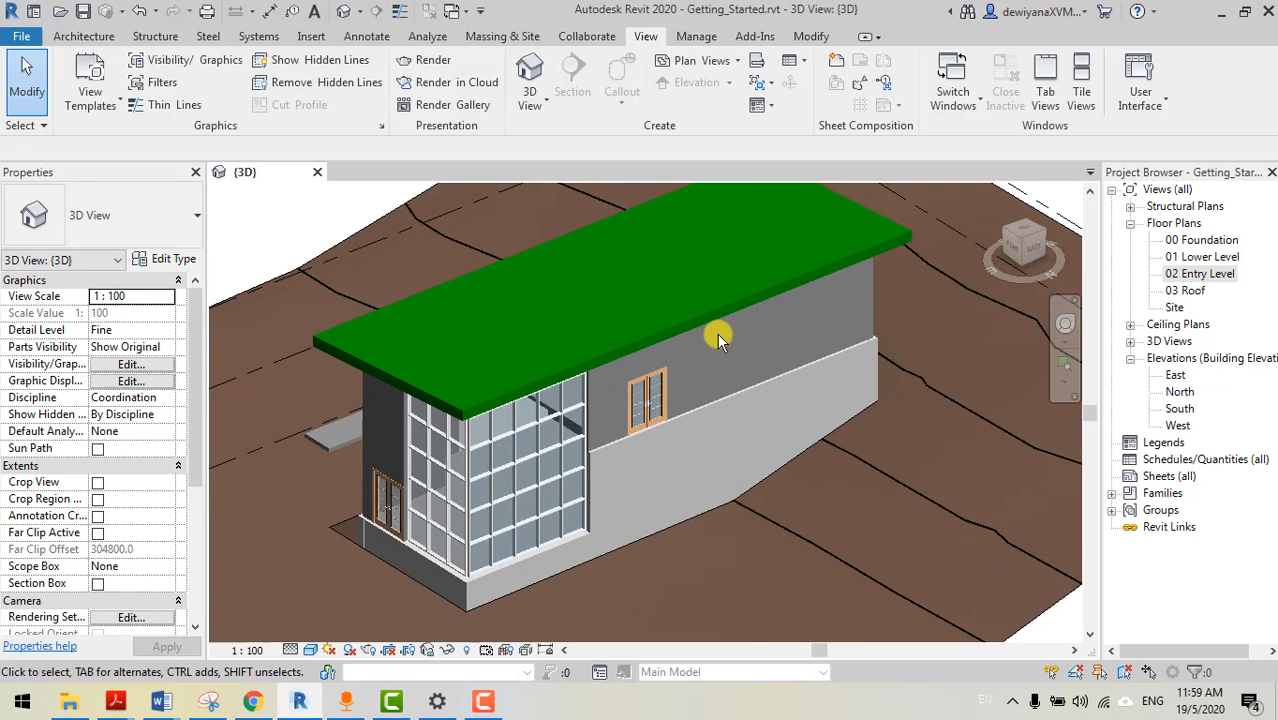 Autodesk Revit 2020 - Getting_Started.rvt - 3D View: {3D}
dewiyanaXVM...
File Architecture Structure Steel Systems Insert Annotate Analyze Massing & Site Collaborate View Manage Add-Ins Modify
Modify
View Templates
Visibility/ Graphics
Filters
Thin Lines
Show Hidden Lines
Remove Hidden Lines
Cut Profile
Render
Render in Cloud
Render Gallery
3D View
Section
Callout
Plan Views
Elevation
Switch Windows
Close Inactive
Tab Views
Tile Views
User Interface
Select Graphics Presentation Create Sheet Composition Windows
Properties
3D View
3D View: {3D} Edit Type
Graphics
View Scale 1 : 100
Scale Value 1: 100
Detail Level Fine
Parts Visibility Show Original
Visibility/Grap... Edit...
Graphic Displ... Edit...
Discipline Coordination
Show Hidden ... By Discipline
Default Analy... None
Sun Path
Extents
Crop View
Crop Region ...
Annotation Cr...
Far Clip Active
Far Clip Offset 304800.0
Scope Box None
Section Box
Camera
Rendering Set... Edit...
Locked Orient
Properties help Apply
{3D}
BACK
1 : 100
Project Browser - Getting_Star...
Views (all)
Structural Plans
Floor Plans
00 Foundation
01 Lower Level
02 Entry Level
03 Roof
Site
Ceiling Plans
3D Views
Elevations (Building Elevati
East
North
South
West
Legends
Schedules/Quantities (all)
Sheets (all)
Families
Groups
Revit Links
Click to select, TAB for alternates, CTRL adds, SHIFT unselects.
:0
Main Model
:0
EN
ENG
11:59 AM
19/5/2020
4